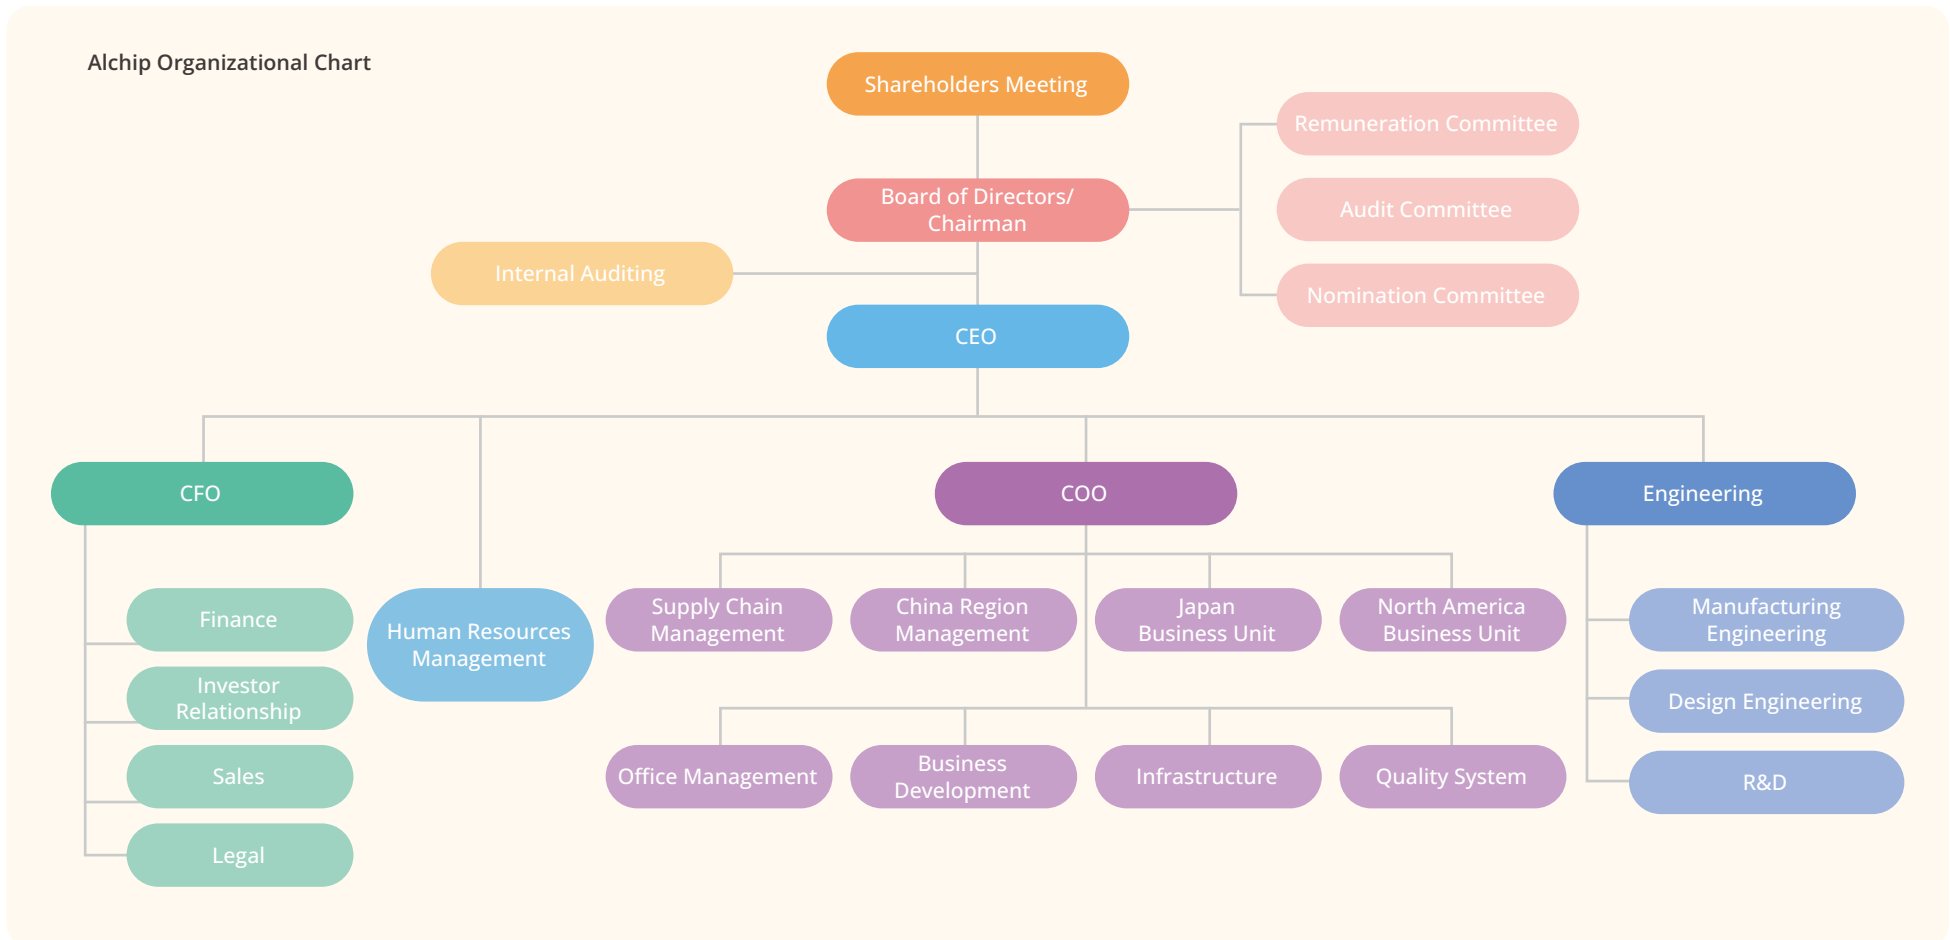 Alchip Organizational Chart
Shareholders Meeting
Remuneration Committee
Board of Directors/
Chairman
Audit Committee
Internal Auditing
Nomination Committee
CEO
CFO
COO
Engineering
Finance
Investor
Relationship
Sales
Legal
Human Resources
Management
Supply Chain
Management
China Region
Management
Japan
Business Unit
North America
Business Unit
Office Management
Business
Development
Infrastructure
Quality System
Manufacturing
Engineering
Design Engineering
R&D